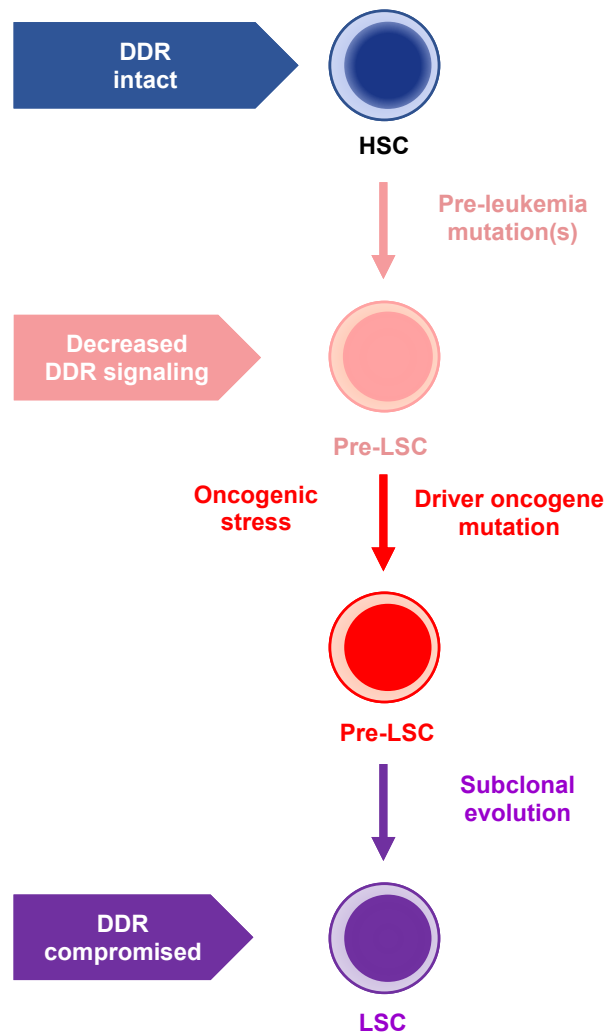 DDR
intact
HSC
Pre-leukemia
mutation(s)
Decreased
DDR signaling
Pre-LSC
Oncogenic
stress
Driver oncogene
mutation
Pre-LSC
Subclonal
evolution
DDR
compromised
LSC